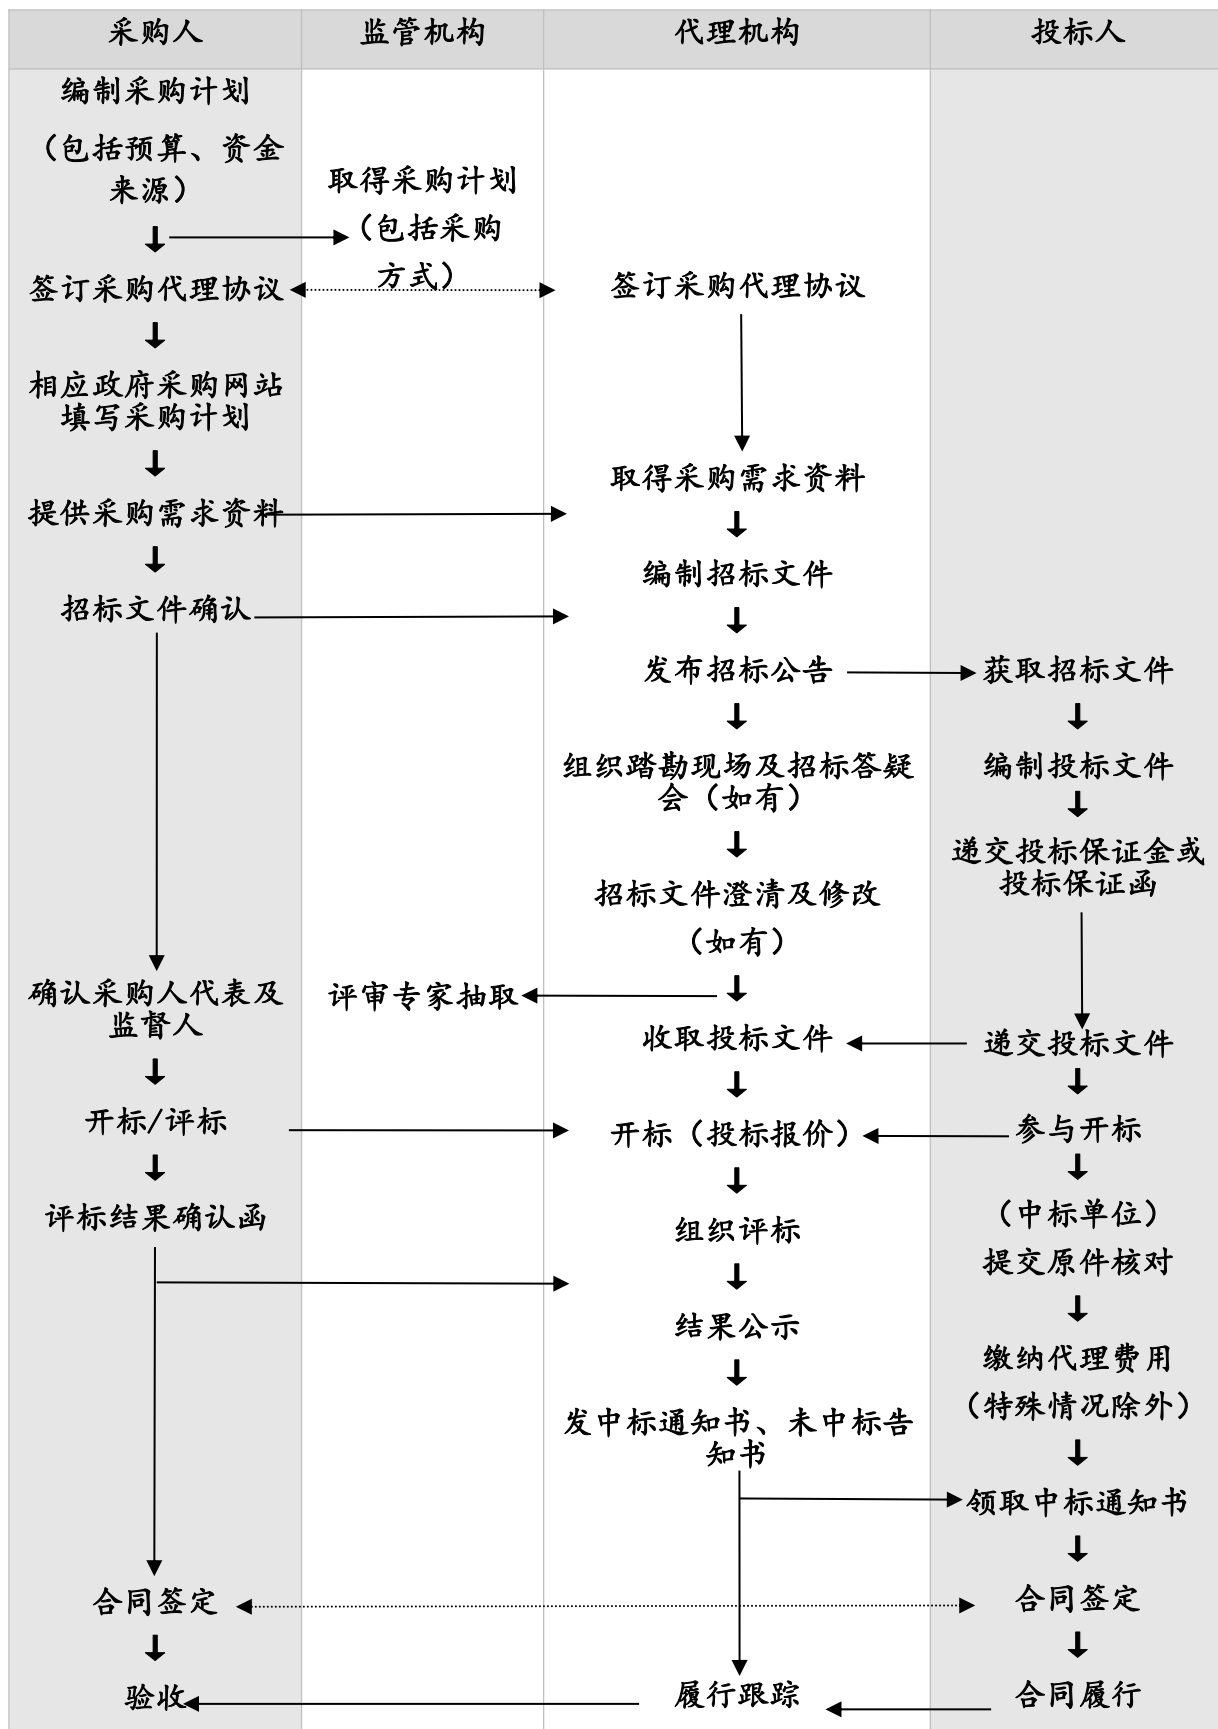 采购人
监管机构
代理机构
投标人
编制采购计划
（包括预算、资金
来源）
签订采购代理协议
相应政府采购网站
填写采购计划
提供采购需求资料
招标文件确认
确认采购人代表及
监督人
开标/评标
评标结果确认函
合同签定
验收
取得采购计划
（包括采购
方式）
评审专家抽取
签订采购代理协议
取得采购需求资料
编制招标文件
发布招标公告
组织踏勘现场及招标答疑
会（如有）
招标文件澄清及修改
（如有）
收取投标文件
开标（投标报价）
组织评标
结果公示
发中标通知书、未中标告
知书
履行跟踪
获取招标文件
编制投标文件
递交投标保证金或
投标保证函
递交投标文件
参与开标
（中标单位）
提交原件核对
缴纳代理费用
（特殊情况除外）
领取中标通知书
合同签定
合同履行